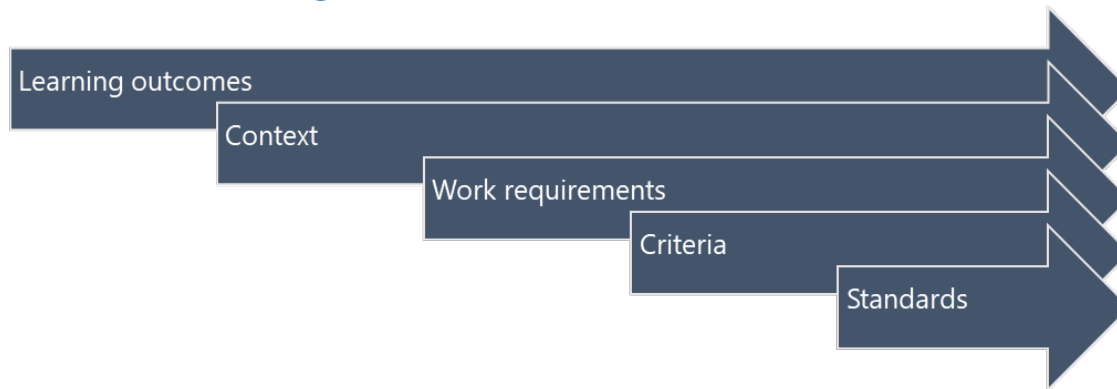 Learning outcomes
Context
Work requirements
Criteria
Standards